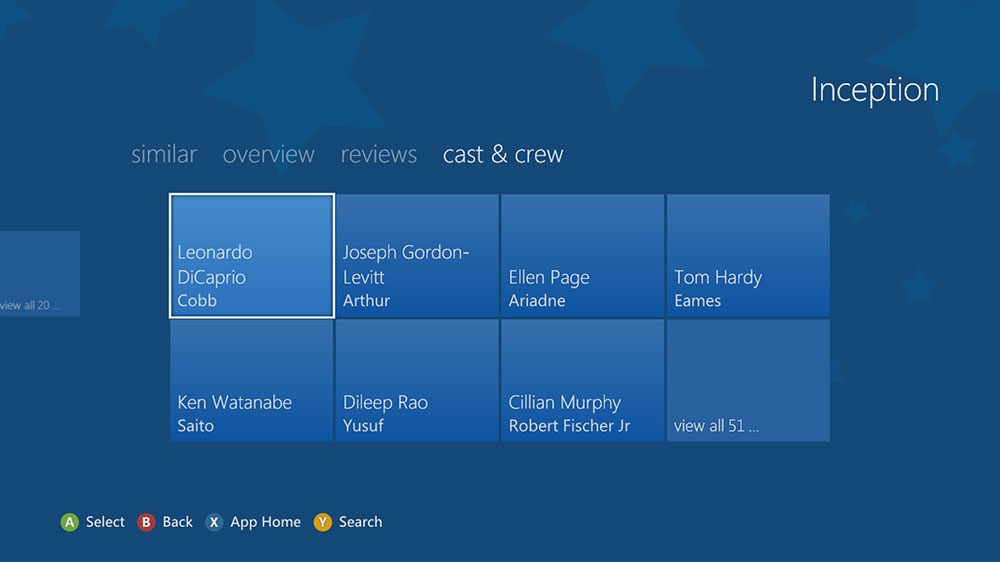 Inception
similar overview reviews cast & crew
view all 20 ...
Leonardo
DiCaprio
Cobb
Joseph Gordon-
Levitt
Arthur
Ellen Page
Ariadne
Tom Hardy
Eames
Ken Watanabe
Saito
Dileep Rao
Yusuf
Cillian Murphy
Robert Fischer Jr
view all 51 ...
A Select B Back X App Home Y Search